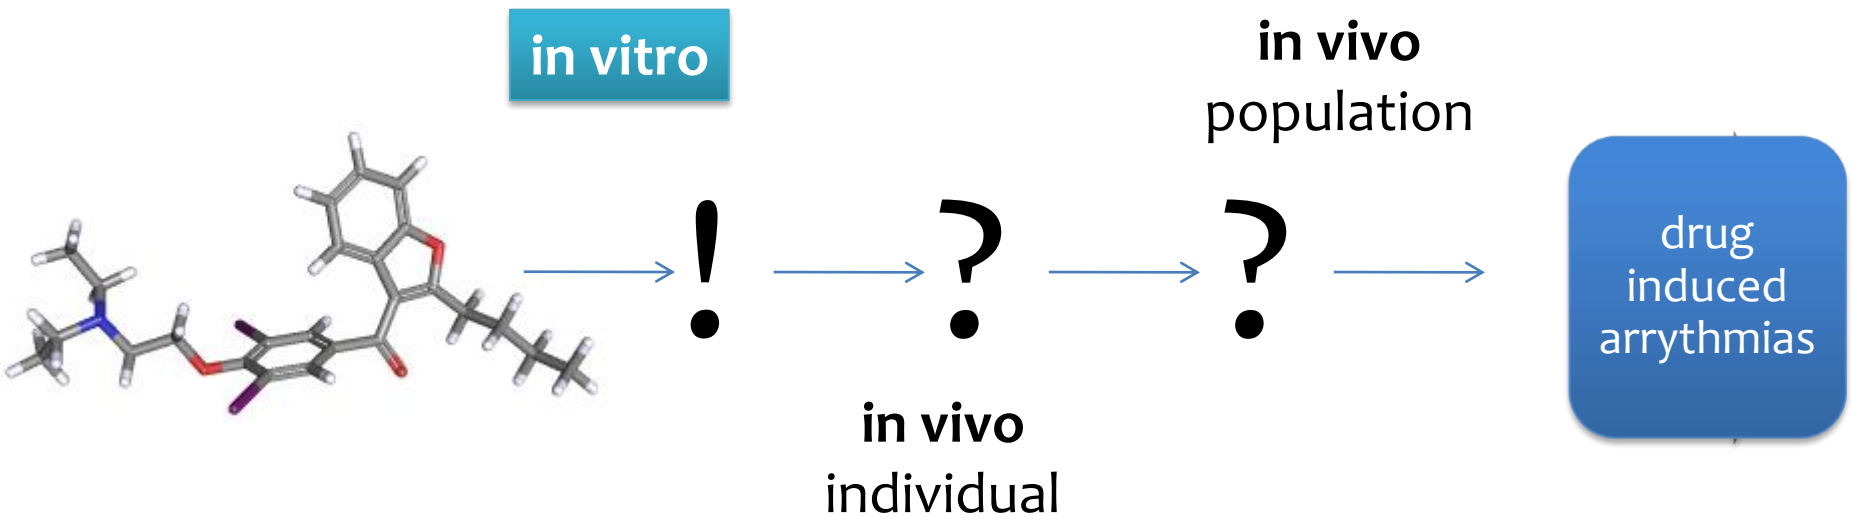 in vitro
!
?
in vivo
individual
in vivo
population
?
drug
induced
arrythmias